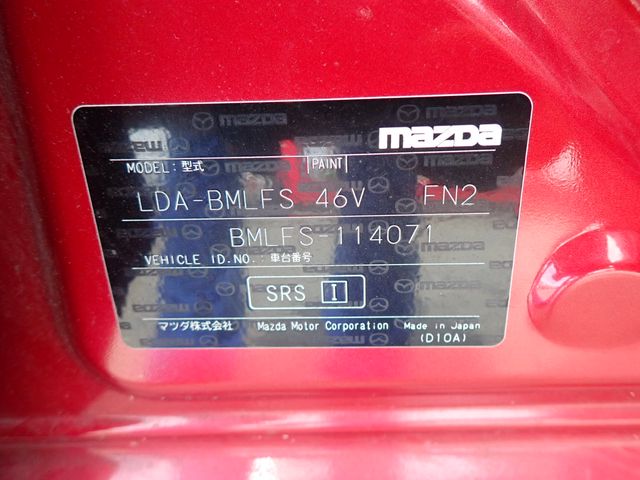 mazda
MODEL:型式 PAINT
LDA-BMLFS 46V FN2
BMLFS-114071
VEHICLE ID.NO.:車台番号
SRS I
マツダ株式会社 Mazda Motor Corporation Made in Japan
(D10A)